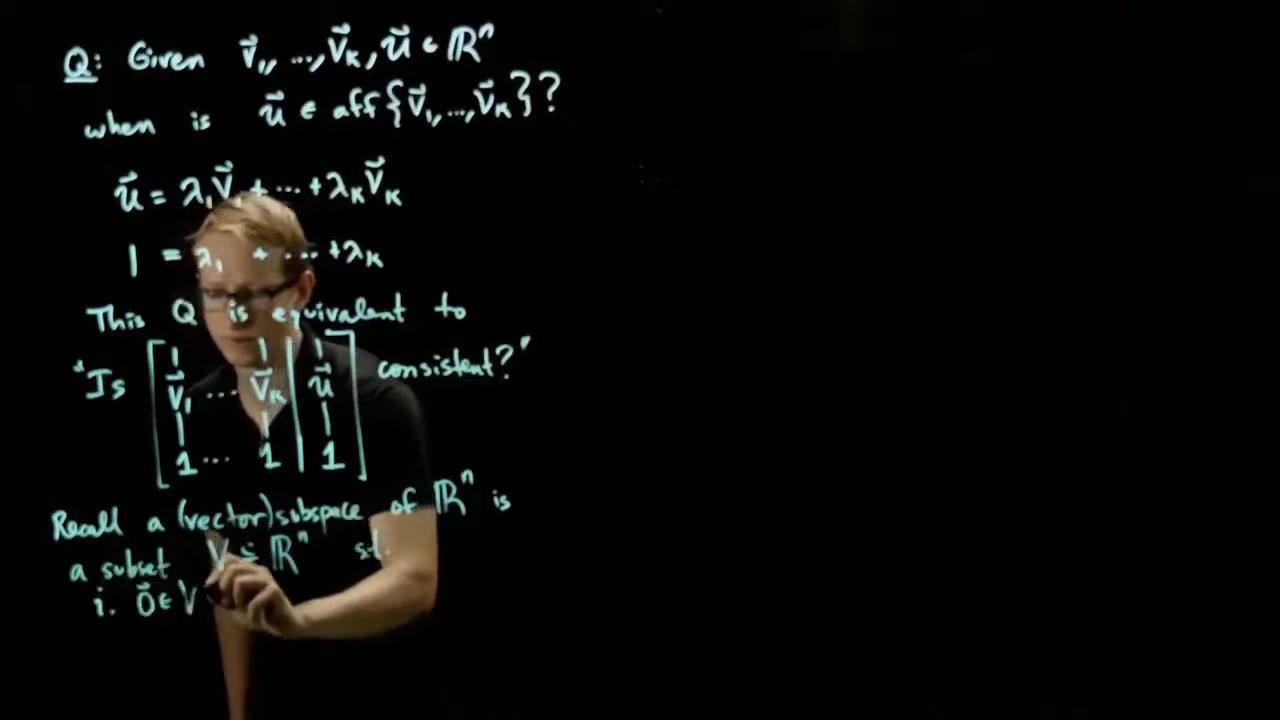 Q: Given v⃗₁, ..., v⃗ₖ, u⃗ ∈ ℝⁿ
when is u⃗ ∈ aff{v⃗₁, ..., v⃗ₖ}?
u⃗ = λ₁v⃗₁ + ... + λₖv⃗ₖ
1 = λ₁ + ... + λₖ
This Q is equivalent to
"Is [ | | | | ] consistent?"
v⃗₁ ... v⃗ₖ | u⃗
| | | |
1 ... 1 | 1
Recall a (vector) subspace of ℝⁿ is
a subset V ⊆ ℝⁿ s.t.
i. 0⃗ ∈ V